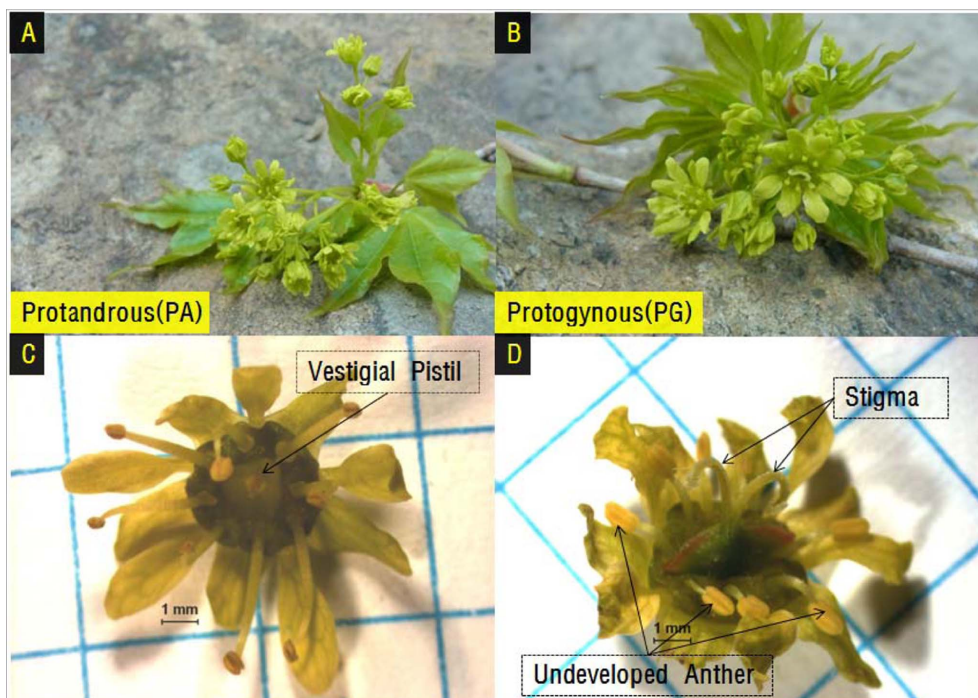 A
B
Protandrous(PA)
Protogynous(PG)
C
Vestigial Pistil
1 mm
D
Stigma
1 mm
Undeveloped Anther